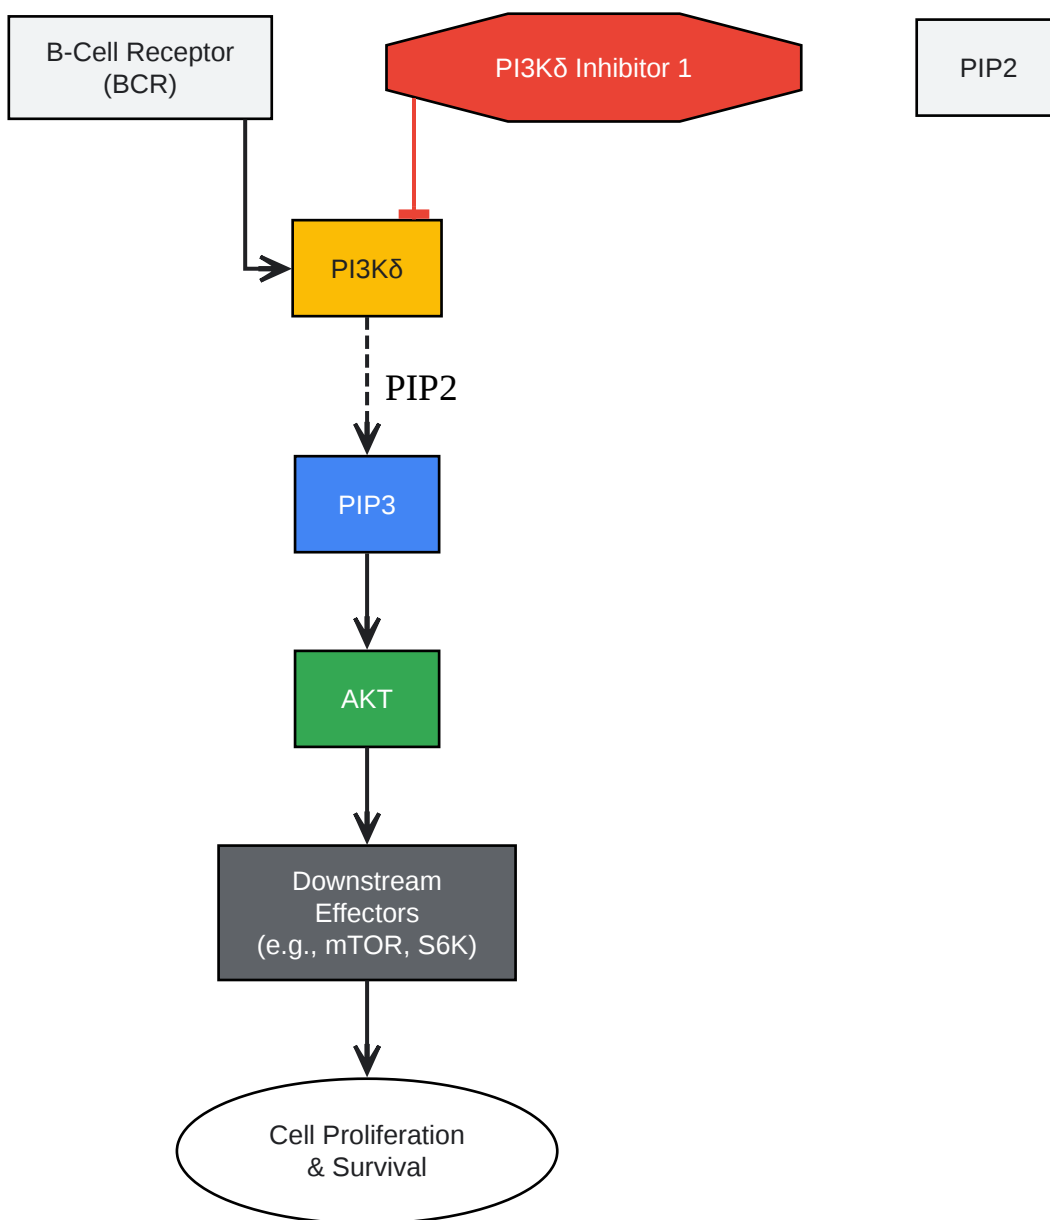 B-Cell Receptor
(BCR)
PI3Kδ Inhibitor 1
PIP2
PI3Kδ
PIP2
PIP3
AKT
Downstream
Effectors
(e.g., mTOR, S6K)
Cell Proliferation
& Survival